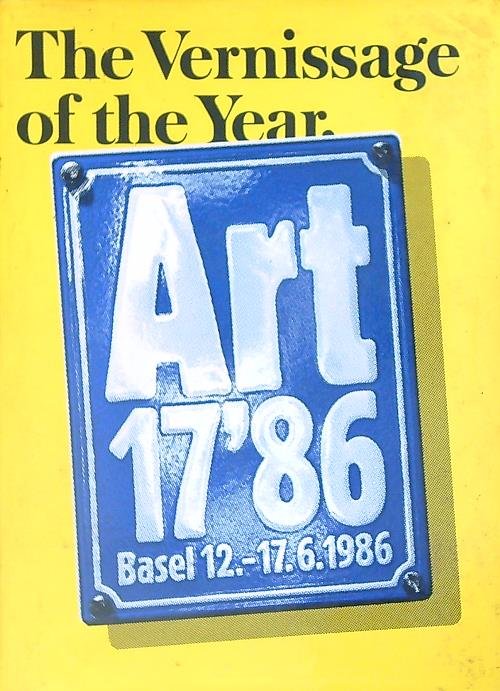 The Vernissage
of the Year.
Art
17'86
Basel 12.-17.6.1986